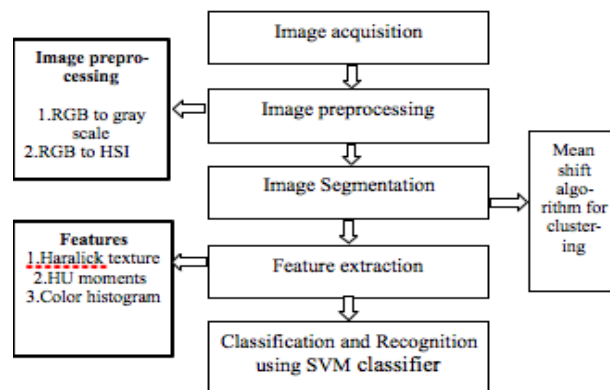 Image acquisition
Image prepro-
cessing
1.RGB to gray
scale
2.RGB to HSI
Image preprocessing
Image Segmentation
Mean
shift
algo-
rithm for
cluster-
ing
Features
1.Haralick texture
2.HU moments
3.Color histogram
Feature extraction
Classification and Recognition
using SVM classifier